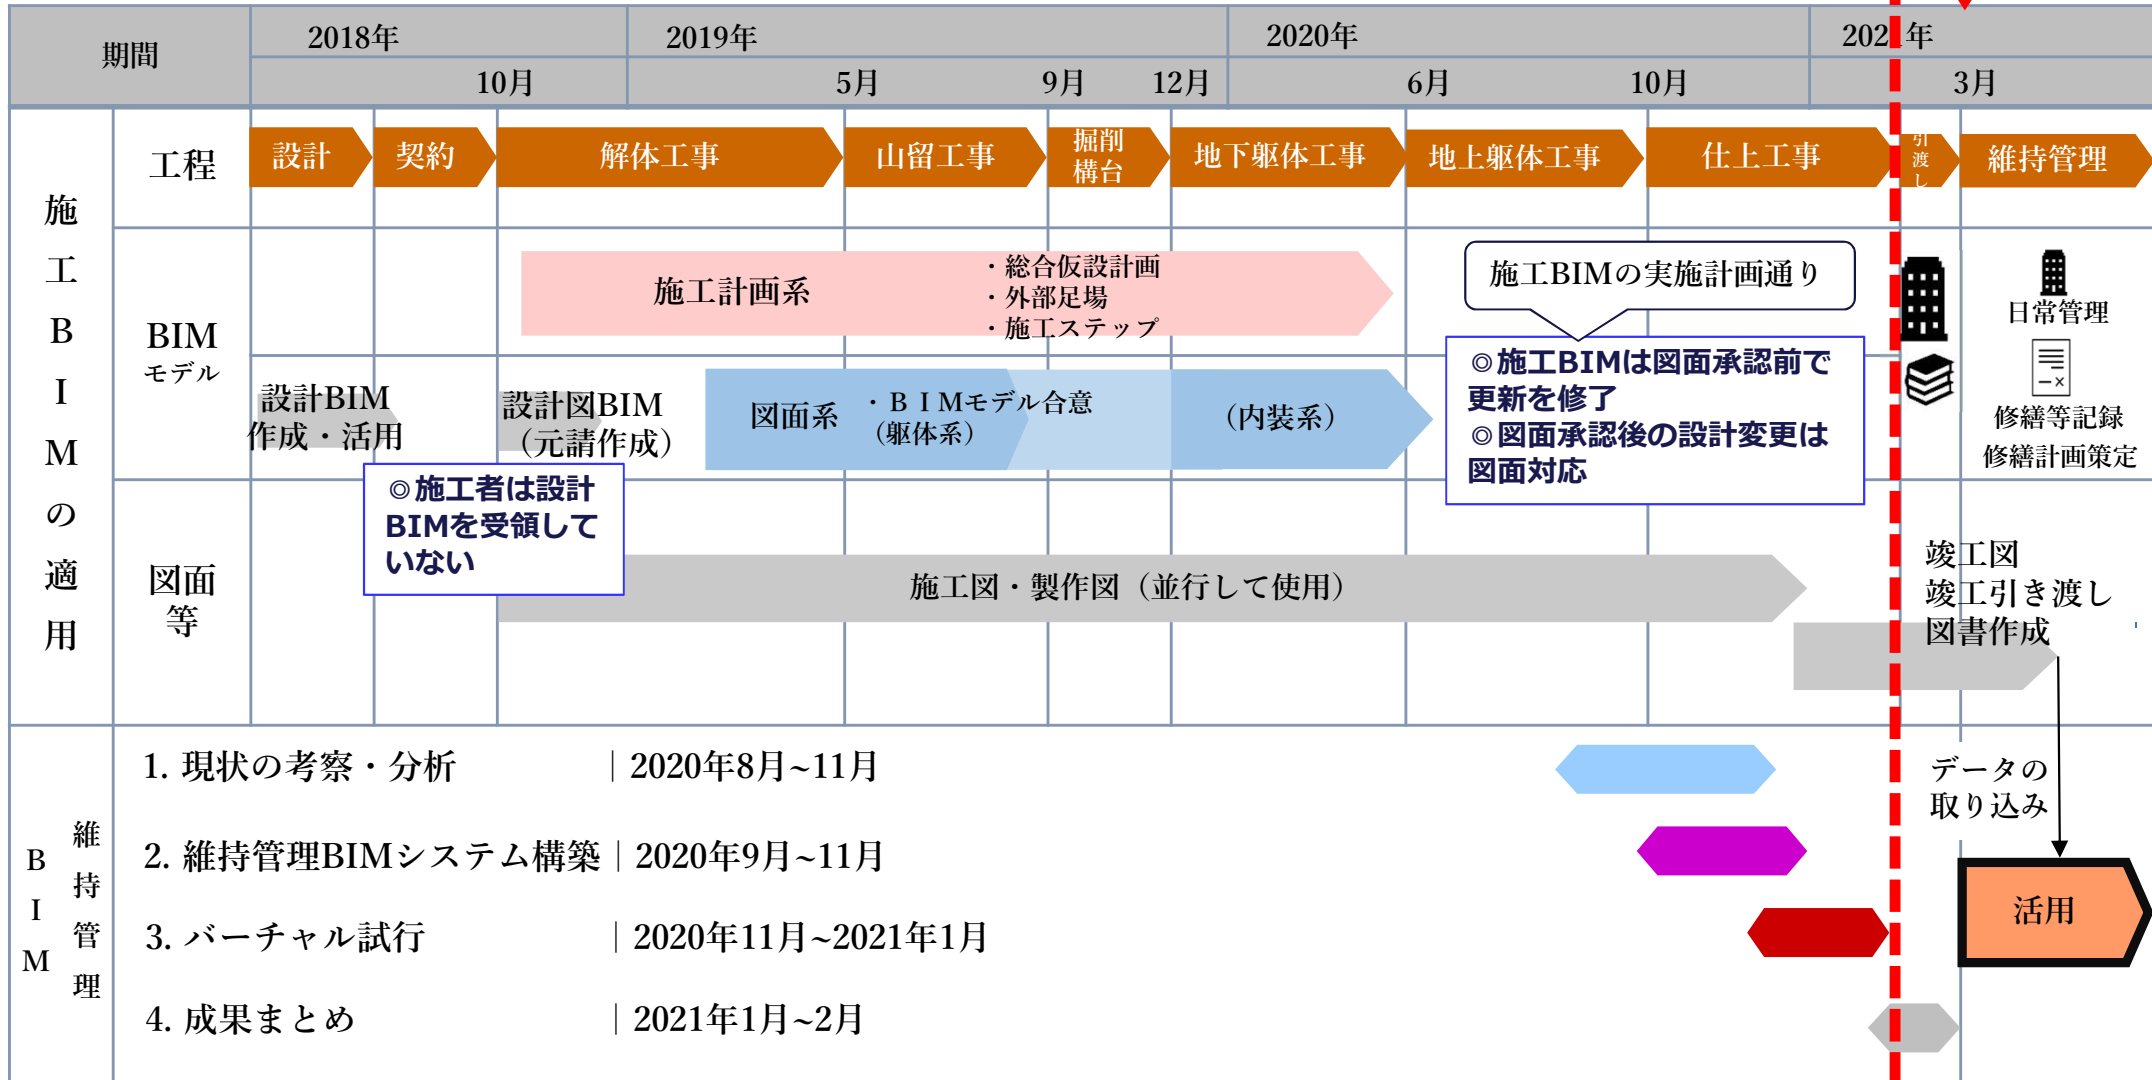 期間
2018年
2019年
2020年
2021年
10月
5月
9月
12月
6月
10月
3月
施工BIMの適用
工程
設計
契約
解体工事
山留工事
掘削
構台
地下躯体工事
地上躯体工事
仕上工事
引渡し
維持管理
BIM
モデル
施工計画系
・総合仮設計画
・外部足場
・施工ステップ
施工BIMの実施計画通り
◎施工BIMは図面承認前で
更新を修了
◎図面承認後の設計変更は
図面対応
日常管理
修繕等記録
修繕計画策定
設計BIM
作成・活用
設計図BIM
（元請作成）
図面系
・ＢＩＭモデル合意
（躯体系）
（内装系）
◎施工者は設計
BIMを受領して
いない
図面
等
施工図・製作図（並行して使用）
竣工図
竣工引き渡し
図書作成
維持管理
BIM
1. 現状の考察・分析｜2020年8月~11月
2. 維持管理BIMシステム構築｜2020年9月~11月
3. バーチャル試行｜2020年11月~2021年1月
4. 成果まとめ｜2021年1月~2月
データの
取り込み
活用